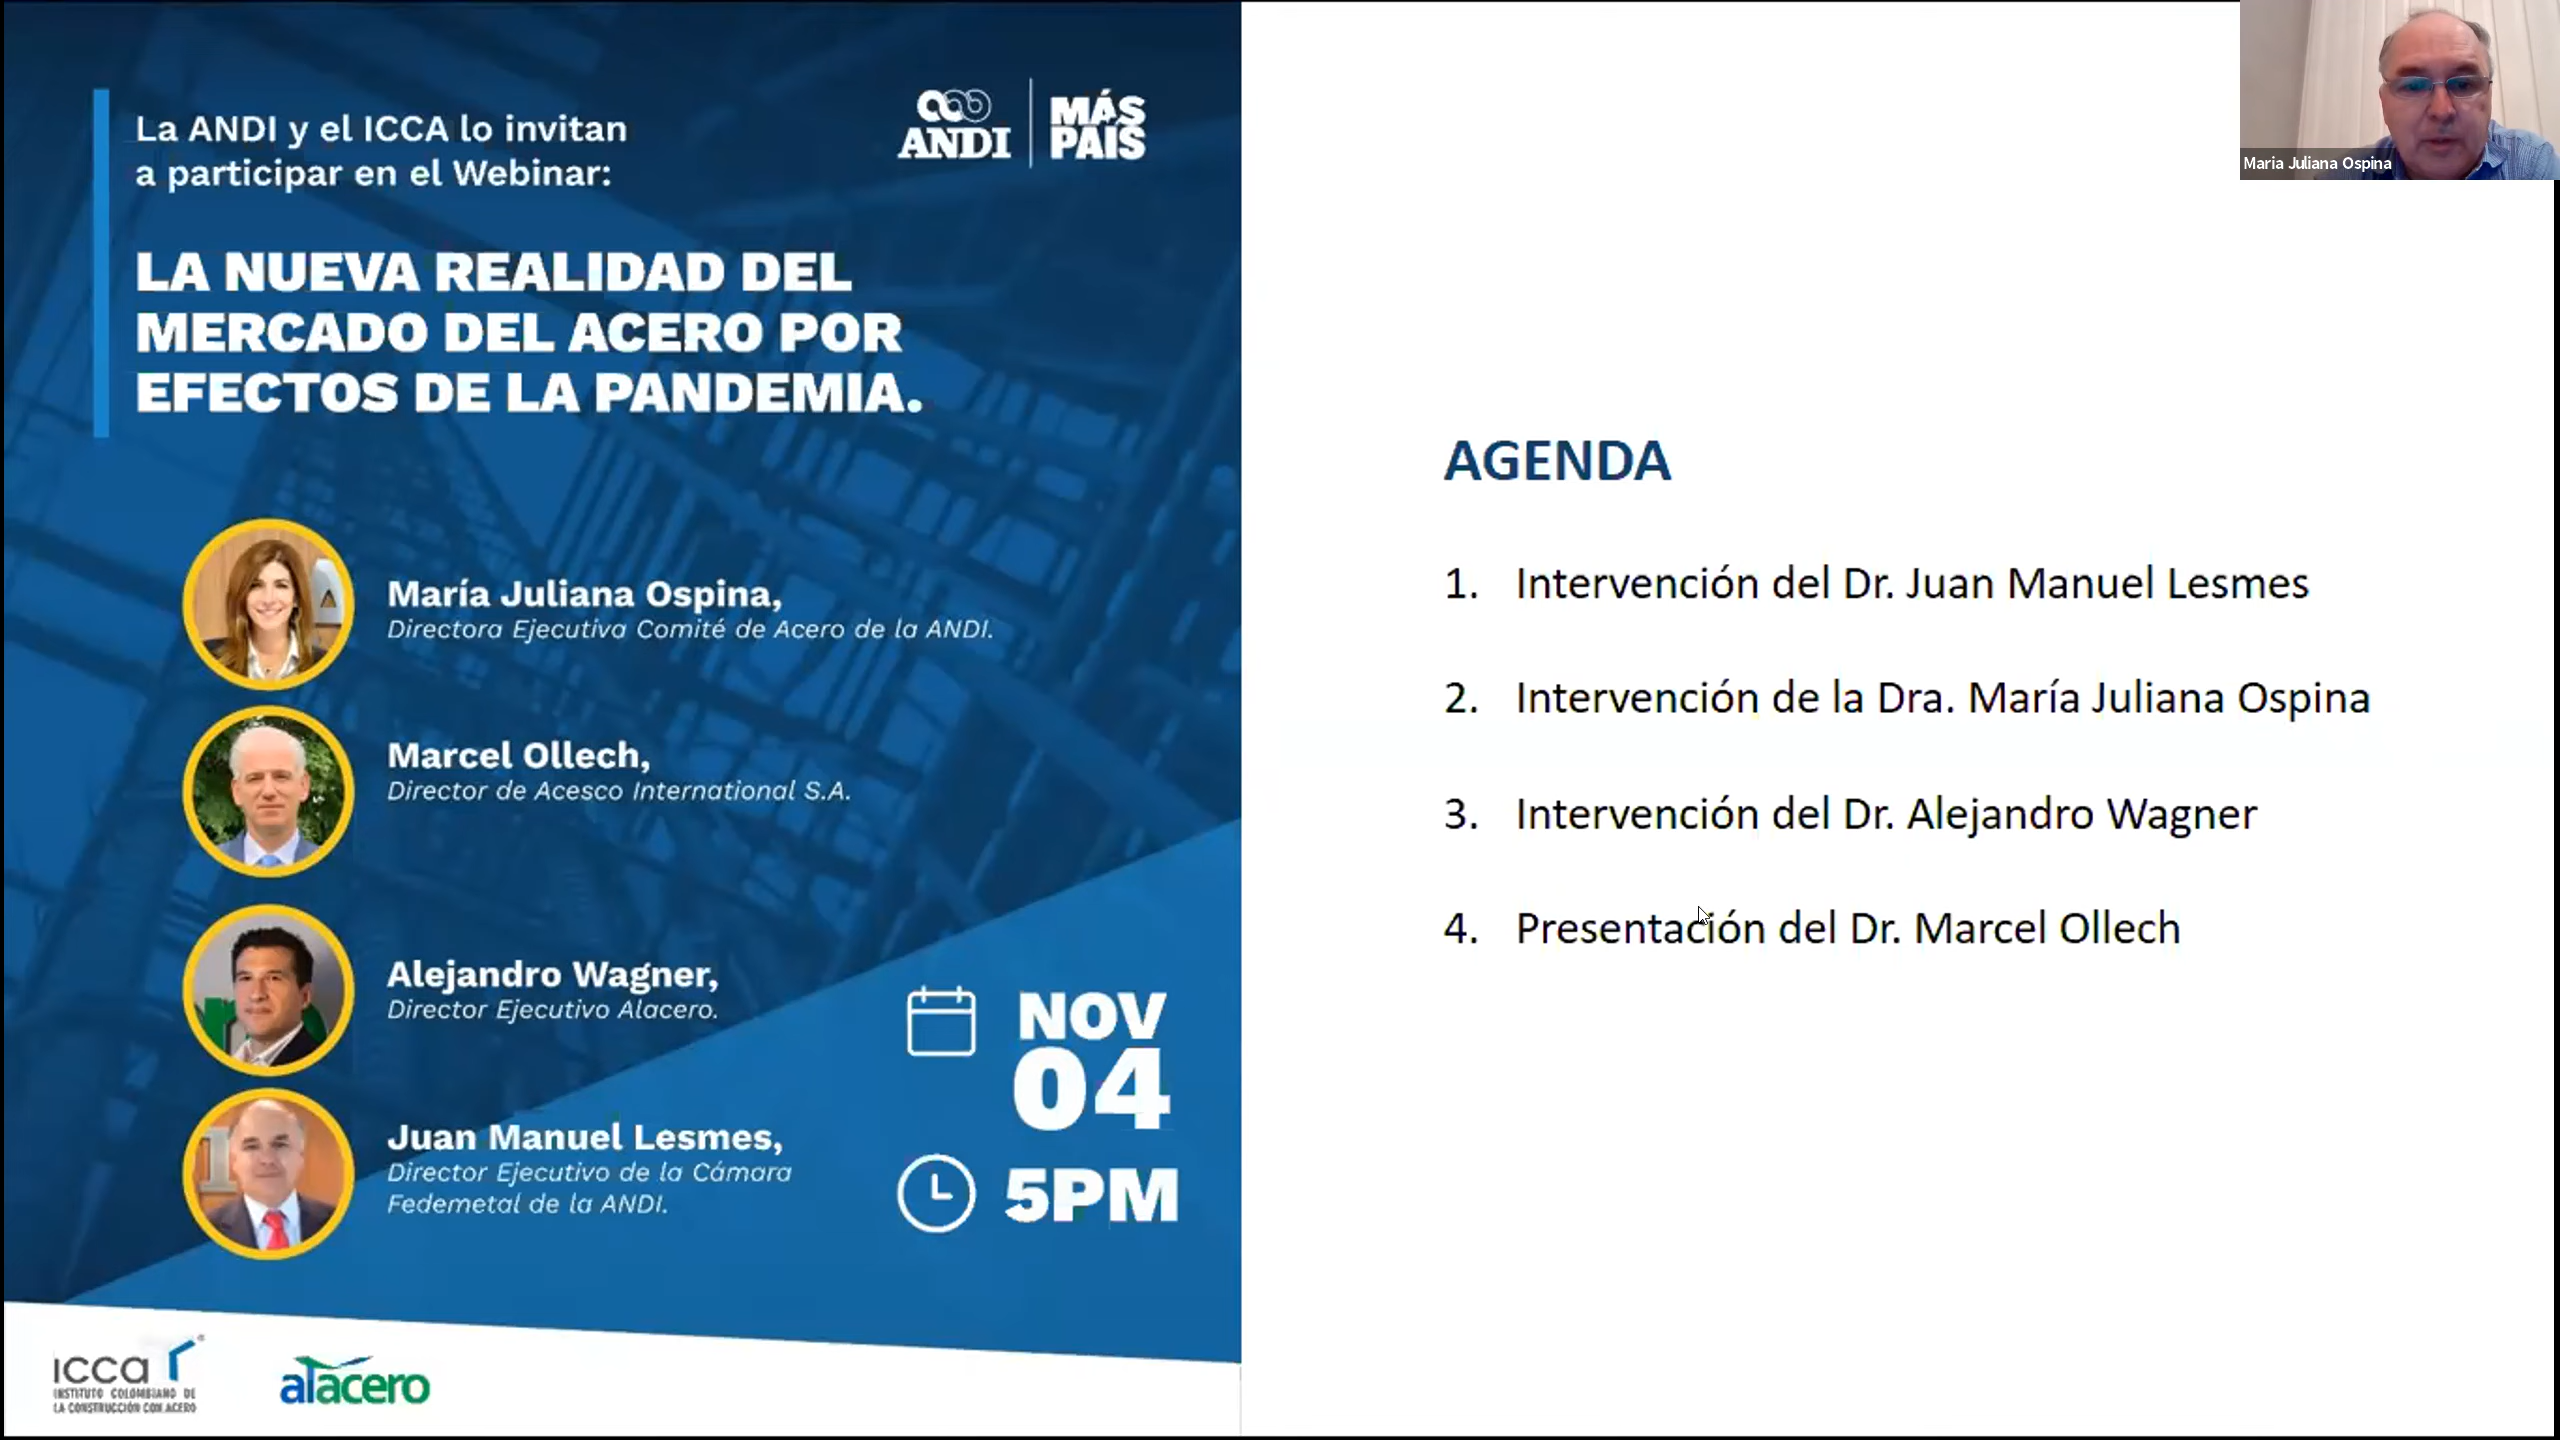 La ANDI y el ICCA lo invitan
a participar en el Webinar:
ANDI
MÁS
PAÍS
LA NUEVA REALIDAD DEL
MERCADO DEL ACERO POR
EFECTOS DE LA PANDEMIA.
María Juliana Ospina,
Directora Ejecutiva Comité de Acero de la ANDI.
Marcel Ollech,
Director de Acesco International S.A.
Alejandro Wagner,
Director Ejecutivo Alacero.
Juan Manuel Lesmes,
Director Ejecutivo de la Cámara
Fedemetal de la ANDI.
NOV
04
5PM
icca
INSTITUTO COLOMBIANO DE
LA CONSTRUCCIÓN CON ACERO
alacero
AGENDA
1. Intervención del Dr. Juan Manuel Lesmes
2. Intervención de la Dra. María Juliana Ospina
3. Intervención del Dr. Alejandro Wagner
4. Presentación del Dr. Marcel Ollech
Maria Juliana Ospina